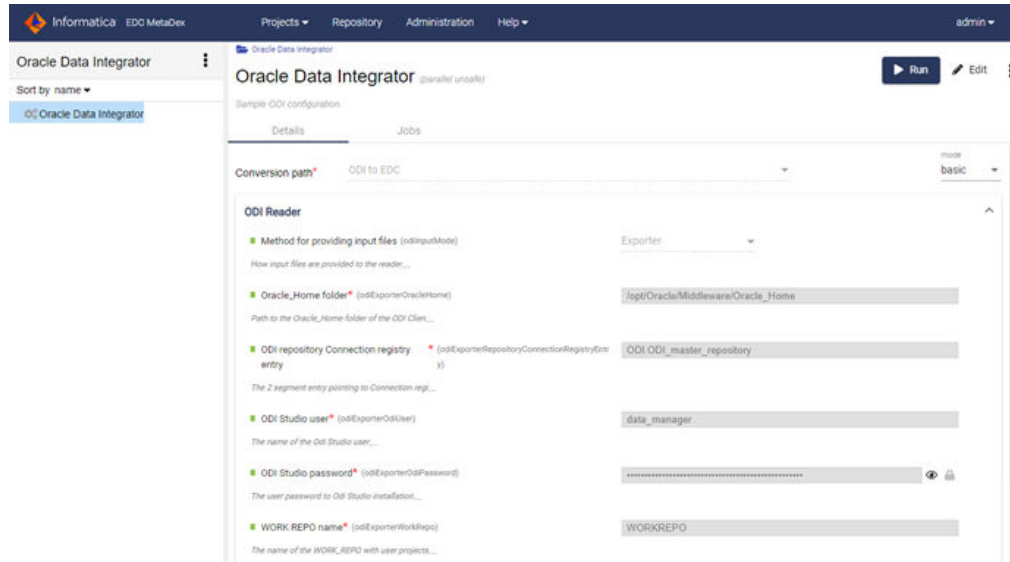 Informatica EDC MetaDex Projects Repository Administration Help admin
Oracle Data Integrator
Sort by name
Oracle Data Integrator
Oracle Data Integrator
Oracle Data Integrator (parallel unsafe)
Run Edit
Sample ODI configuration
Details Jobs
Conversion path* ODI to EDC
mode
basic
ODI Reader
Method for providing input files (odiInputMode) Exporter
How input files are provided to the reader...
Oracle_Home folder* (odiExporterOracleHome) /opt/Oracle/Middleware/Oracle_Home
Path to the Oracle_Home folder of the ODI Clien...
ODI repository Connection registry * (odiExporterRepositoryConnectionRegistryEntr ODI.ODI_master_repository
entry y)
The 2 segment entry pointing to Connection regi...
ODI Studio user* (odiExporterOdiUser) data_manager
The name of the Odi Studio user...
ODI Studio password* (odiExporterOdiPassword)
The user password to Odi Studio installation...
WORK REPO name* (odiExporterWorkRepo) WORKREPO
The name of the WORK_REPO with user projects...